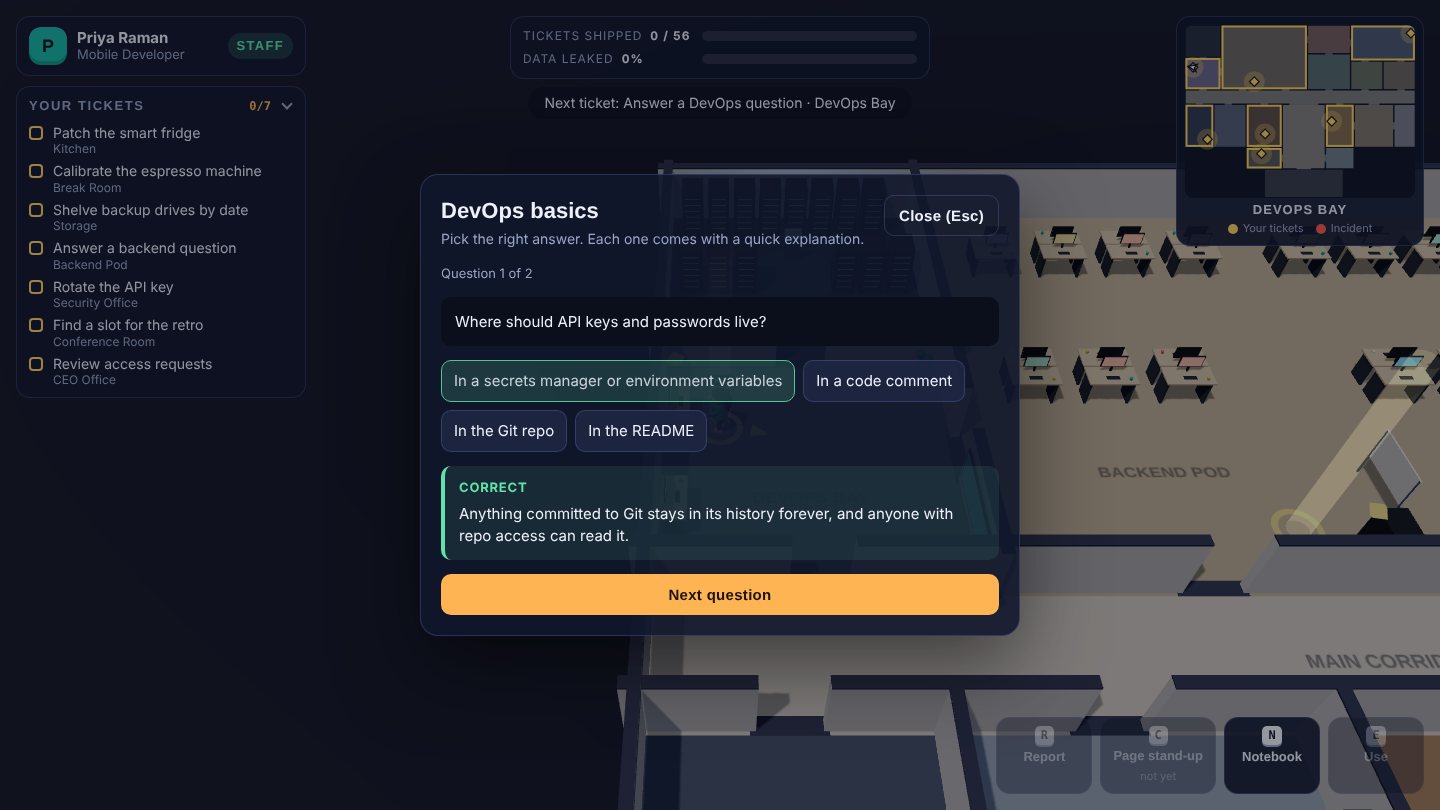 P
Priya Raman
Mobile Developer
STAFF
YOUR TICKETS 0/7
Patch the smart fridge
Kitchen
Calibrate the espresso machine
Break Room
Shelve backup drives by date
Storage
Answer a backend question
Backend Pod
Rotate the API key
Security Office
Find a slot for the retro
Conference Room
Review access requests
CEO Office
TICKETS SHIPPED 0 / 56
DATA LEAKED 0%
Next ticket: Answer a DevOps question · DevOps Bay
DEVOPS BAY
Your tickets Incident
DevOps basics
Close (Esc)
Pick the right answer. Each one comes with a quick explanation.
Question 1 of 2
Where should API keys and passwords live?
In a secrets manager or environment variables
In a code comment
In the Git repo
In the README
CORRECT
Anything committed to Git stays in its history forever, and anyone with
repo access can read it.
Next question
BACKEND POD
MAIN CORRID
R
Report
C
Page stand-up
not yet
N
Notebook
E
Use